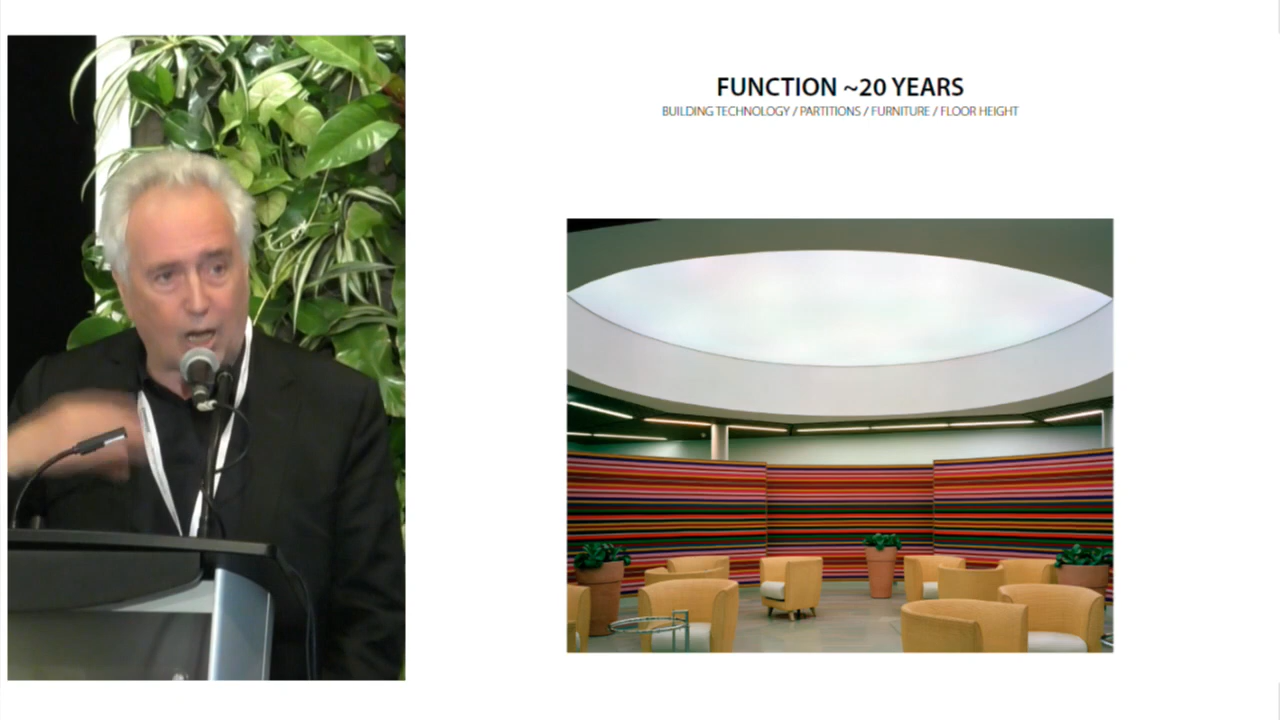 FUNCTION ~20 YEARS
BUILDING TECHNOLOGY / PARTITIONS / FURNITURE / FLOOR HEIGHT